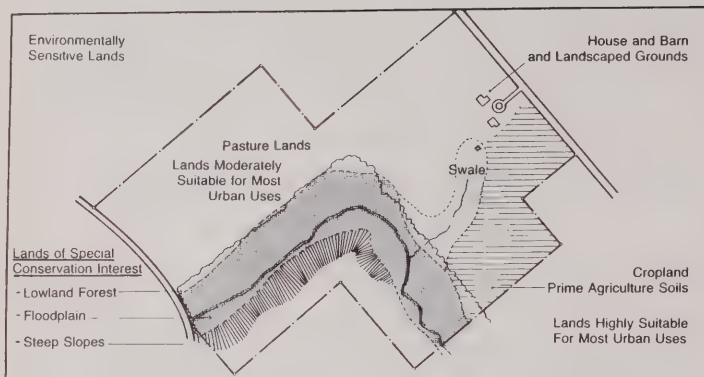 Environmentally
Sensitive Lands
House and Barn
and Landscaped Grounds
Pasture Lands
Lands Moderately
Suitable for Most
Urban Uses
Swale
Lands of Special
Conservation Interest
- Lowland Forest
- Floodplain
- Steep Slopes
Cropland
Prime Agriculture Soils
Lands Highly Suitable
For Most Urban Uses